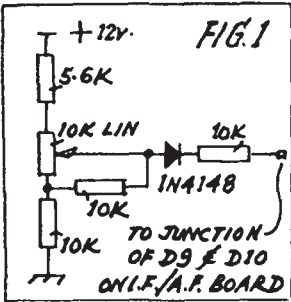 +12v.
FIG.1
5.6K
10K LIN
10K
1N4148
10K
10K
TO JUNCTION
OF D9 & D10
ON I.F./A.F. BOARD